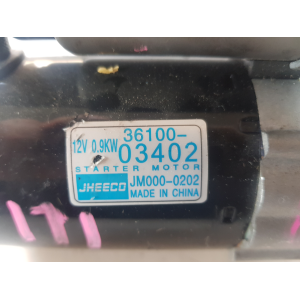 12V 0.9KW 36100-
03402
STARTER MOTOR
JHEECO JM000-0202
MADE IN CHINA